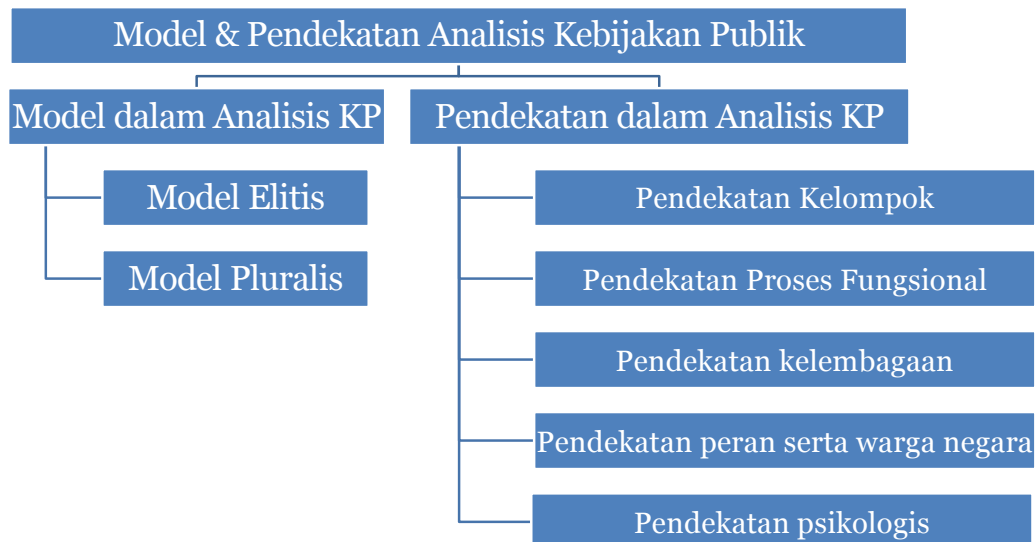 Model & Pendekatan Analisis Kebijakan Publik
Model dalam Analisis KP
Model Elitis
Model Pluralis
Pendekatan dalam Analisis KP
Pendekatan Kelompok
Pendekatan Proses Fungsional
Pendekatan kelembagaan
Pendekatan peran serta warga negara
Pendekatan psikologis